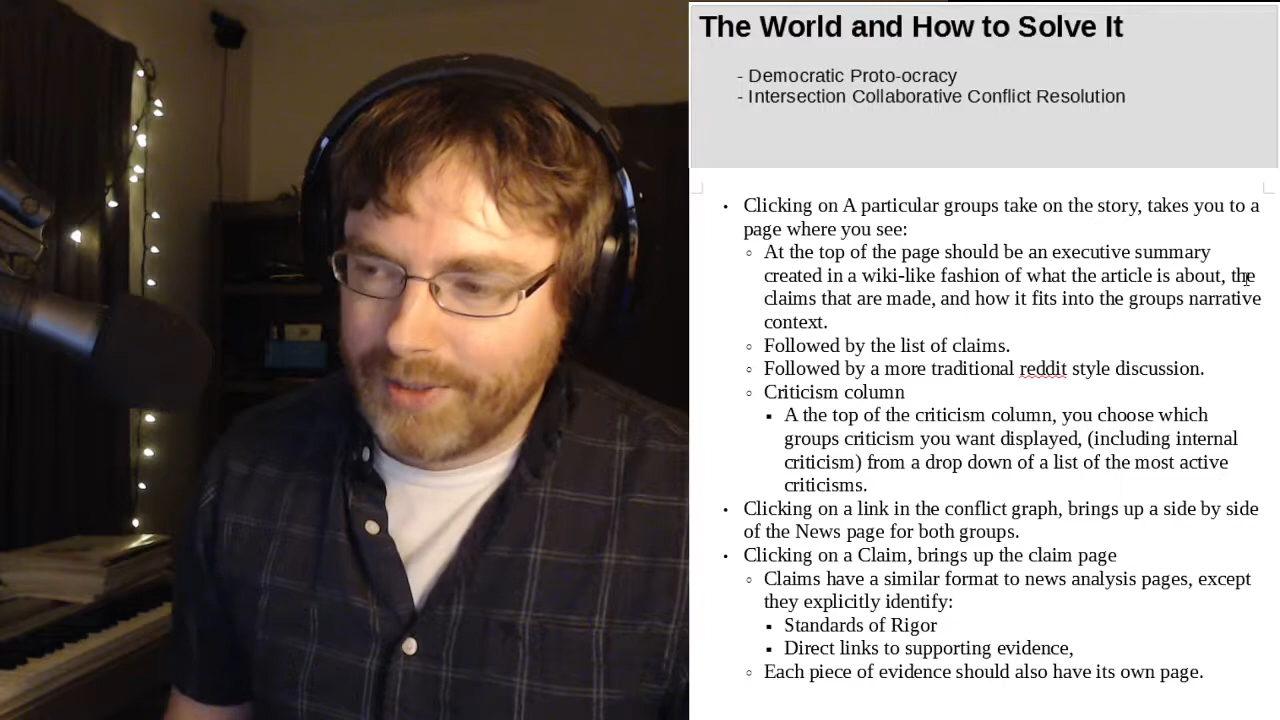 The World and How to Solve It
- Democratic Proto-ocracy
- Intersection Collaborative Conflict Resolution
• Clicking on A particular groups take on the story, takes you to a
page where you see:
◦ At the top of the page should be an executive summary
created in a wiki-like fashion of what the article is about, the
claims that are made, and how it fits into the groups narrative
context.
◦ Followed by the list of claims.
◦ Followed by a more traditional reddit style discussion.
◦ Criticism column
▪ A the top of the criticism column, you choose which
groups criticism you want displayed, (including internal
criticism) from a drop down of a list of the most active
criticisms.
• Clicking on a link in the conflict graph, brings up a side by side
of the News page for both groups.
• Clicking on a Claim, brings up the claim page
◦ Claims have a similar format to news analysis pages, except
they explicitly identify:
▪ Standards of Rigor
▪ Direct links to supporting evidence,
◦ Each piece of evidence should also have its own page.